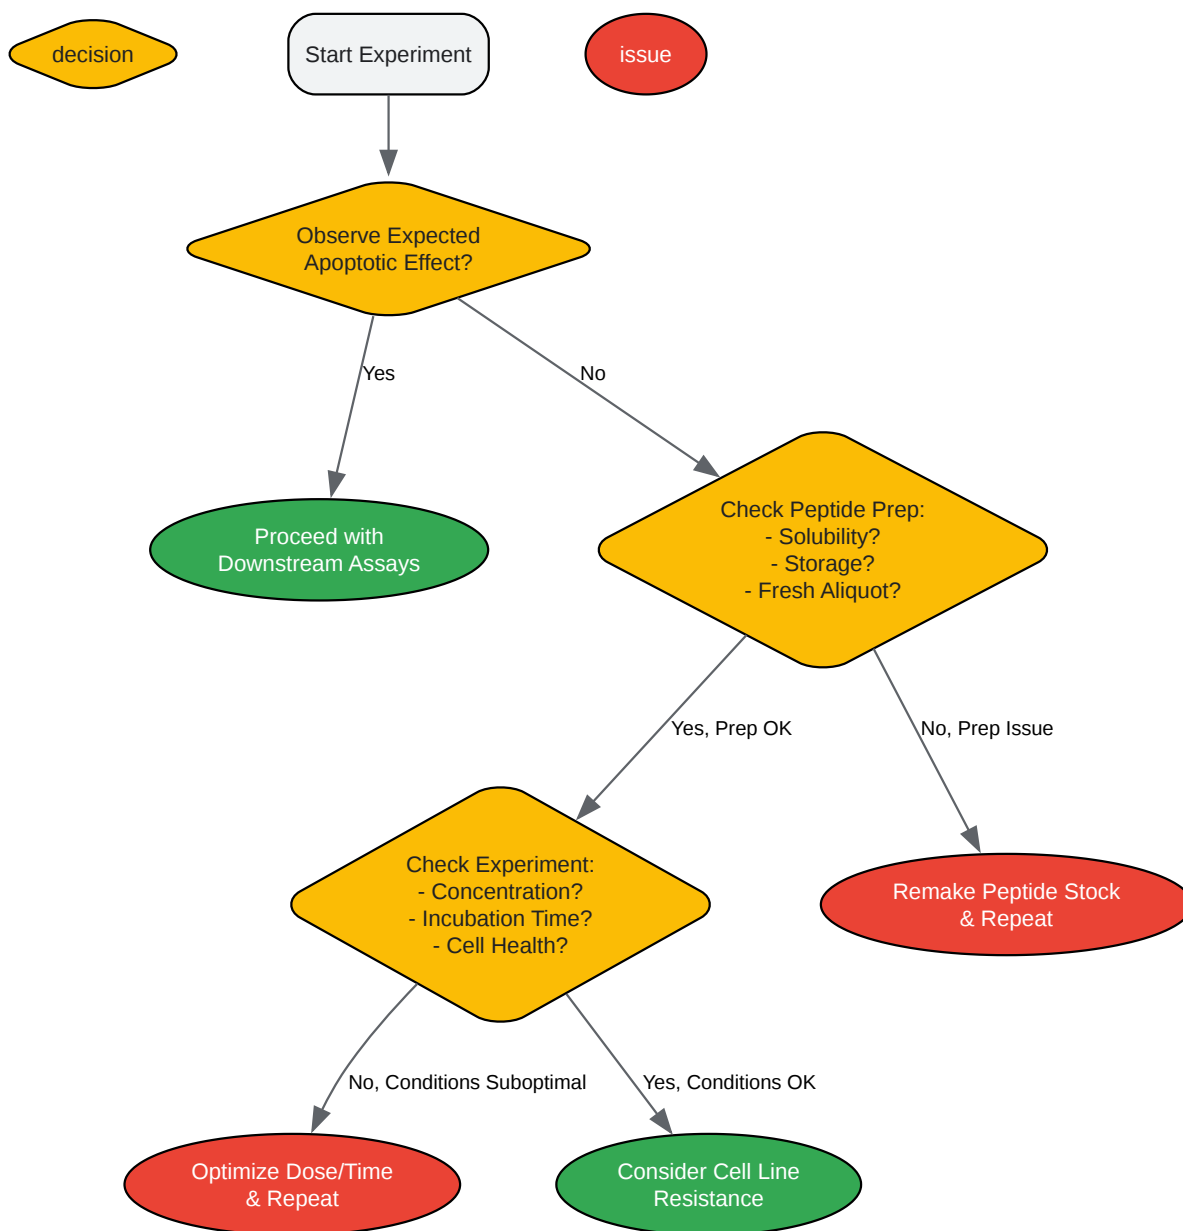 decision
Start Experiment
issue
Observe Expected
Apoptotic Effect?
Yes
No
Proceed with
Downstream Assays
Check Peptide Prep:
- Solubility?
- Storage?
- Fresh Aliquot?
Yes, Prep OK
No, Prep Issue
Check Experiment:
- Concentration?
- Incubation Time?
- Cell Health?
Remake Peptide Stock
& Repeat
No, Conditions Suboptimal
Yes, Conditions OK
Optimize Dose/Time
& Repeat
Consider Cell Line
Resistance